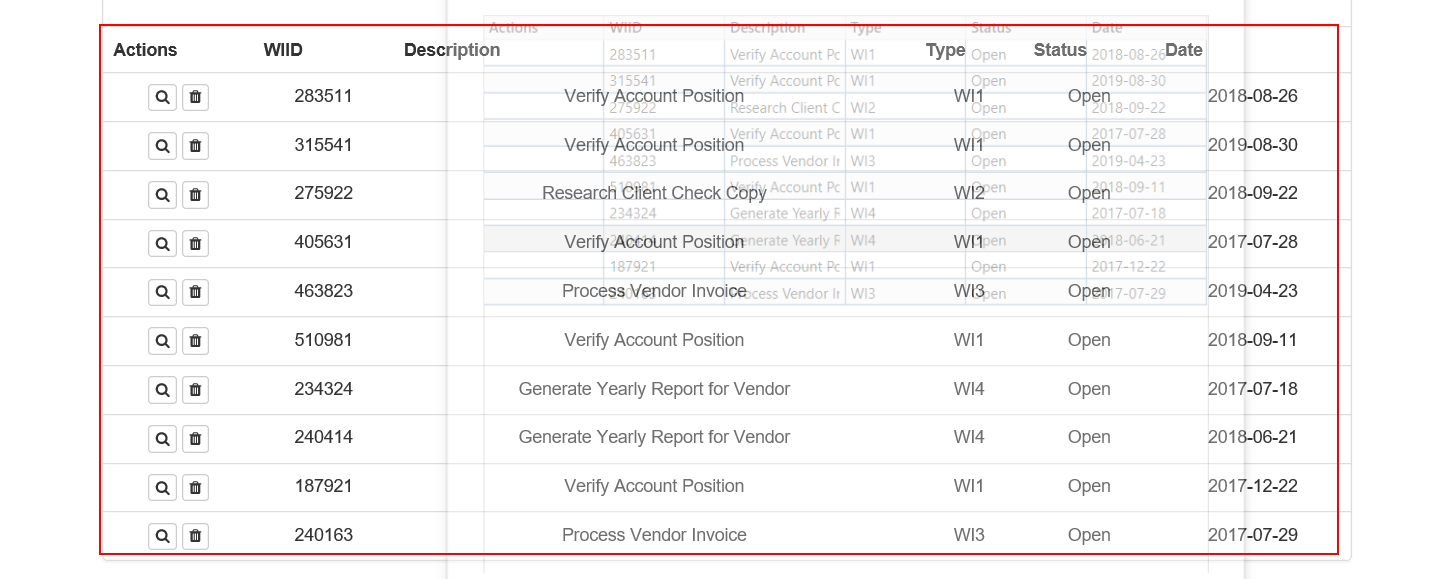 Actions WIID Description Type Status Date
283511 Verify Account Position WI1 Open 2018-08-26
315541 Verify Account Position WI1 Open 2019-08-30
275922 Research Client Check Copy WI2 Open 2018-09-22
405631 Verify Account Position WI1 Open 2017-07-28
463823 Process Vendor Invoice WI3 Open 2019-04-23
510981 Verify Account Position WI1 Open 2018-09-11
234324 Generate Yearly Report for Vendor WI4 Open 2017-07-18
240414 Generate Yearly Report for Vendor WI4 Open 2018-06-21
187921 Verify Account Position WI1 Open 2017-12-22
240163 Process Vendor Invoice WI3 Open 2017-07-29
Actions WIID Description Type Status Date
283511 Verify Account Pc WI1 Open 2018-08-26
315541 Verify Account Pc WI1 Open 2019-08-30
275922 Research Client C WI2 Open 2018-09-22
405631 Verify Account Pc WI1 Open 2017-07-28
463823 Process Vendor Ir WI3 Open 2019-04-23
510981 Verify Account Pc WI1 Open 2018-09-11
234324 Generate Yearly R WI4 Open 2017-07-18
240414 Generate Yearly R WI4 Open 2018-06-21
187921 Verify Account Pc WI1 Open 2017-12-22
240163 Process Vendor Ir WI3 Open 2017-07-29